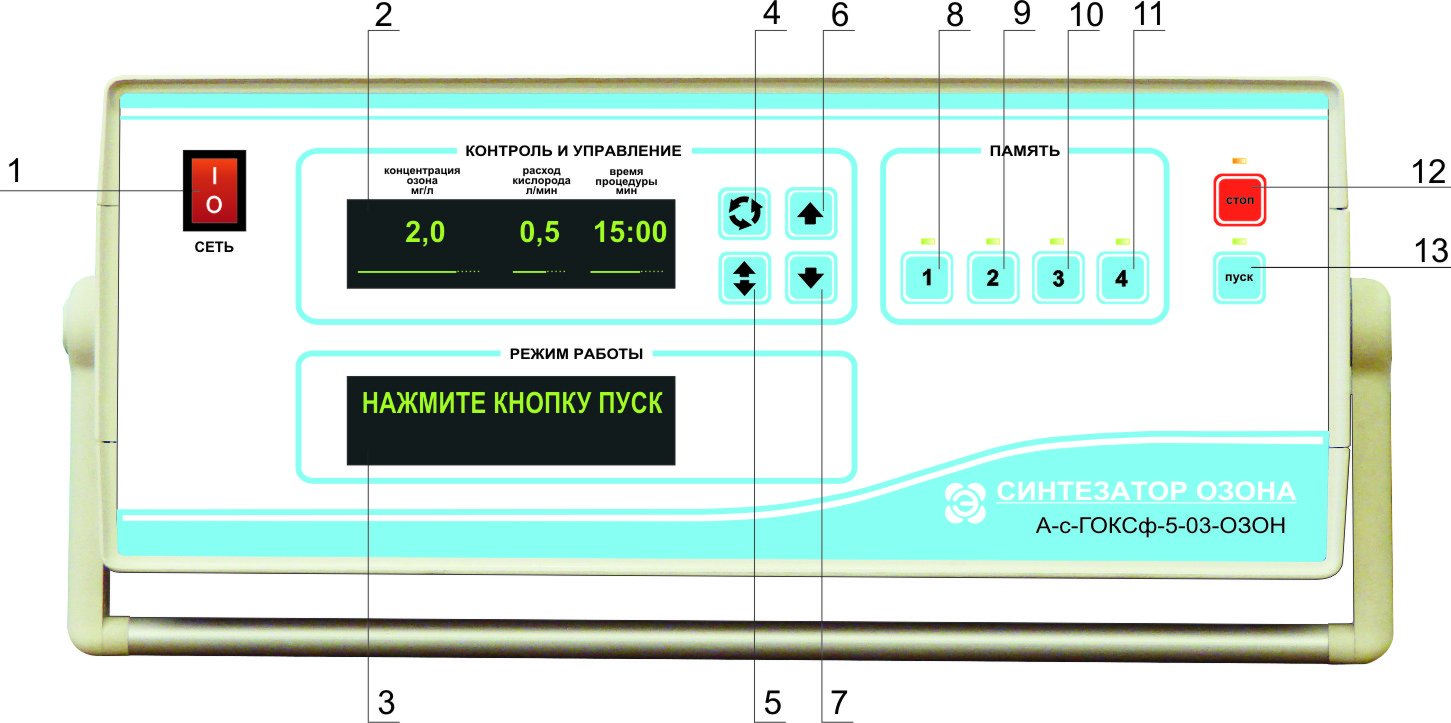 2
4
6
8
9
10
11
1
I
O
СЕТЬ
КОНТРОЛЬ И УПРАВЛЕНИЕ
концентрация
озона
мг/л
расход
кислорода
л/мин
время
процедуры
мин
2,0
0,5
15:00
ПАМЯТЬ
1
2
3
4
стоп
12
пуск
13
РЕЖИМ РАБОТЫ
НАЖМИТЕ КНОПКУ ПУСК
СИНТЕЗАТОР ОЗОНА
А-с-ГОКСф-5-03-ОЗОН
3
5
7